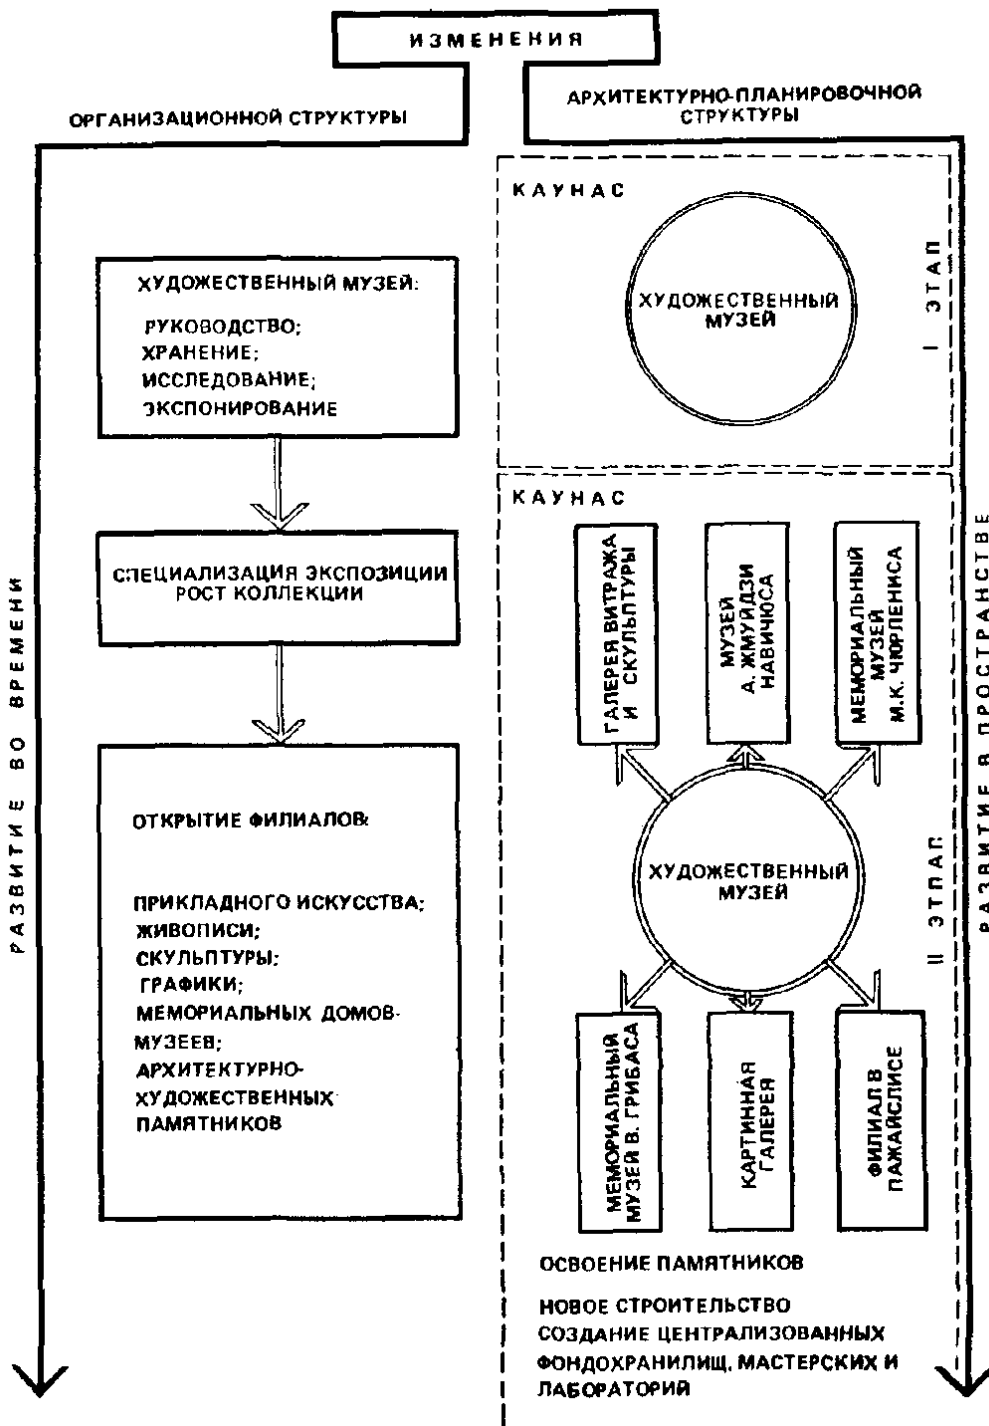 ИЗМЕНЕНИЯ
ОРГАНИЗАЦИОННОЙ СТРУКТУРЫ
АРХИТЕКТУРНО-ПЛАНИРОВОЧНОЙ
СТРУКТУРЫ
РАЗВИТИЕ ВО ВРЕМЕНИ
ХУДОЖЕСТВЕННЫЙ МУЗЕЙ:
РУКОВОДСТВО;
ХРАНЕНИЕ;
ИССЛЕДОВАНИЕ;
ЭКСПОНИРОВАНИЕ
СПЕЦИАЛИЗАЦИЯ ЭКСПОЗИЦИИ
РОСТ КОЛЛЕКЦИИ
ОТКРЫТИЕ ФИЛИАЛОВ:
ПРИКЛАДНОГО ИСКУССТВА;
ЖИВОПИСИ;
СКУЛЬПТУРЫ;
ГРАФИКИ;
МЕМОРИАЛЬНЫХ ДОМОВ-
МУЗЕЕВ;
АРХИТЕКТУРНО-
ХУДОЖЕСТВЕННЫХ
ПАМЯТНИКОВ
КАУНАС
ХУДОЖЕСТВЕННЫЙ
МУЗЕЙ
I ЭТАП
КАУНАС
ГАЛЕРЕЯ ВИТРАЖА
И СКУЛЬПТУРЫ
МУЗЕЙ
А. ЖМУЙДЗИ
НАВИЧЮСА
МЕМОРИАЛЬНЫЙ
МУЗЕЙ
М.К. ЧЮРЛЕНИСА
ХУДОЖЕСТВЕННЫЙ
МУЗЕЙ
II ЭТПАП
МЕМОРИАЛЬНЫЙ
МУЗЕЙ В. ГРИБАСА
КАРТИННАЯ
ГАЛЕРЕЯ
ФИЛИАЛ В
ПАЖАЙСЛИСЕ
ОСВОЕНИЕ ПАМЯТНИКОВ
НОВОЕ СТРОИТЕЛЬСТВО
СОЗДАНИЕ ЦЕНТРАЛИЗОВАННЫХ
ФОНДОХРАНИЛИЩ, МАСТЕРСКИХ И
ЛАБОРАТОРИЙ
РАЗВИТИЕ В ПРОСТРАНСТВЕ